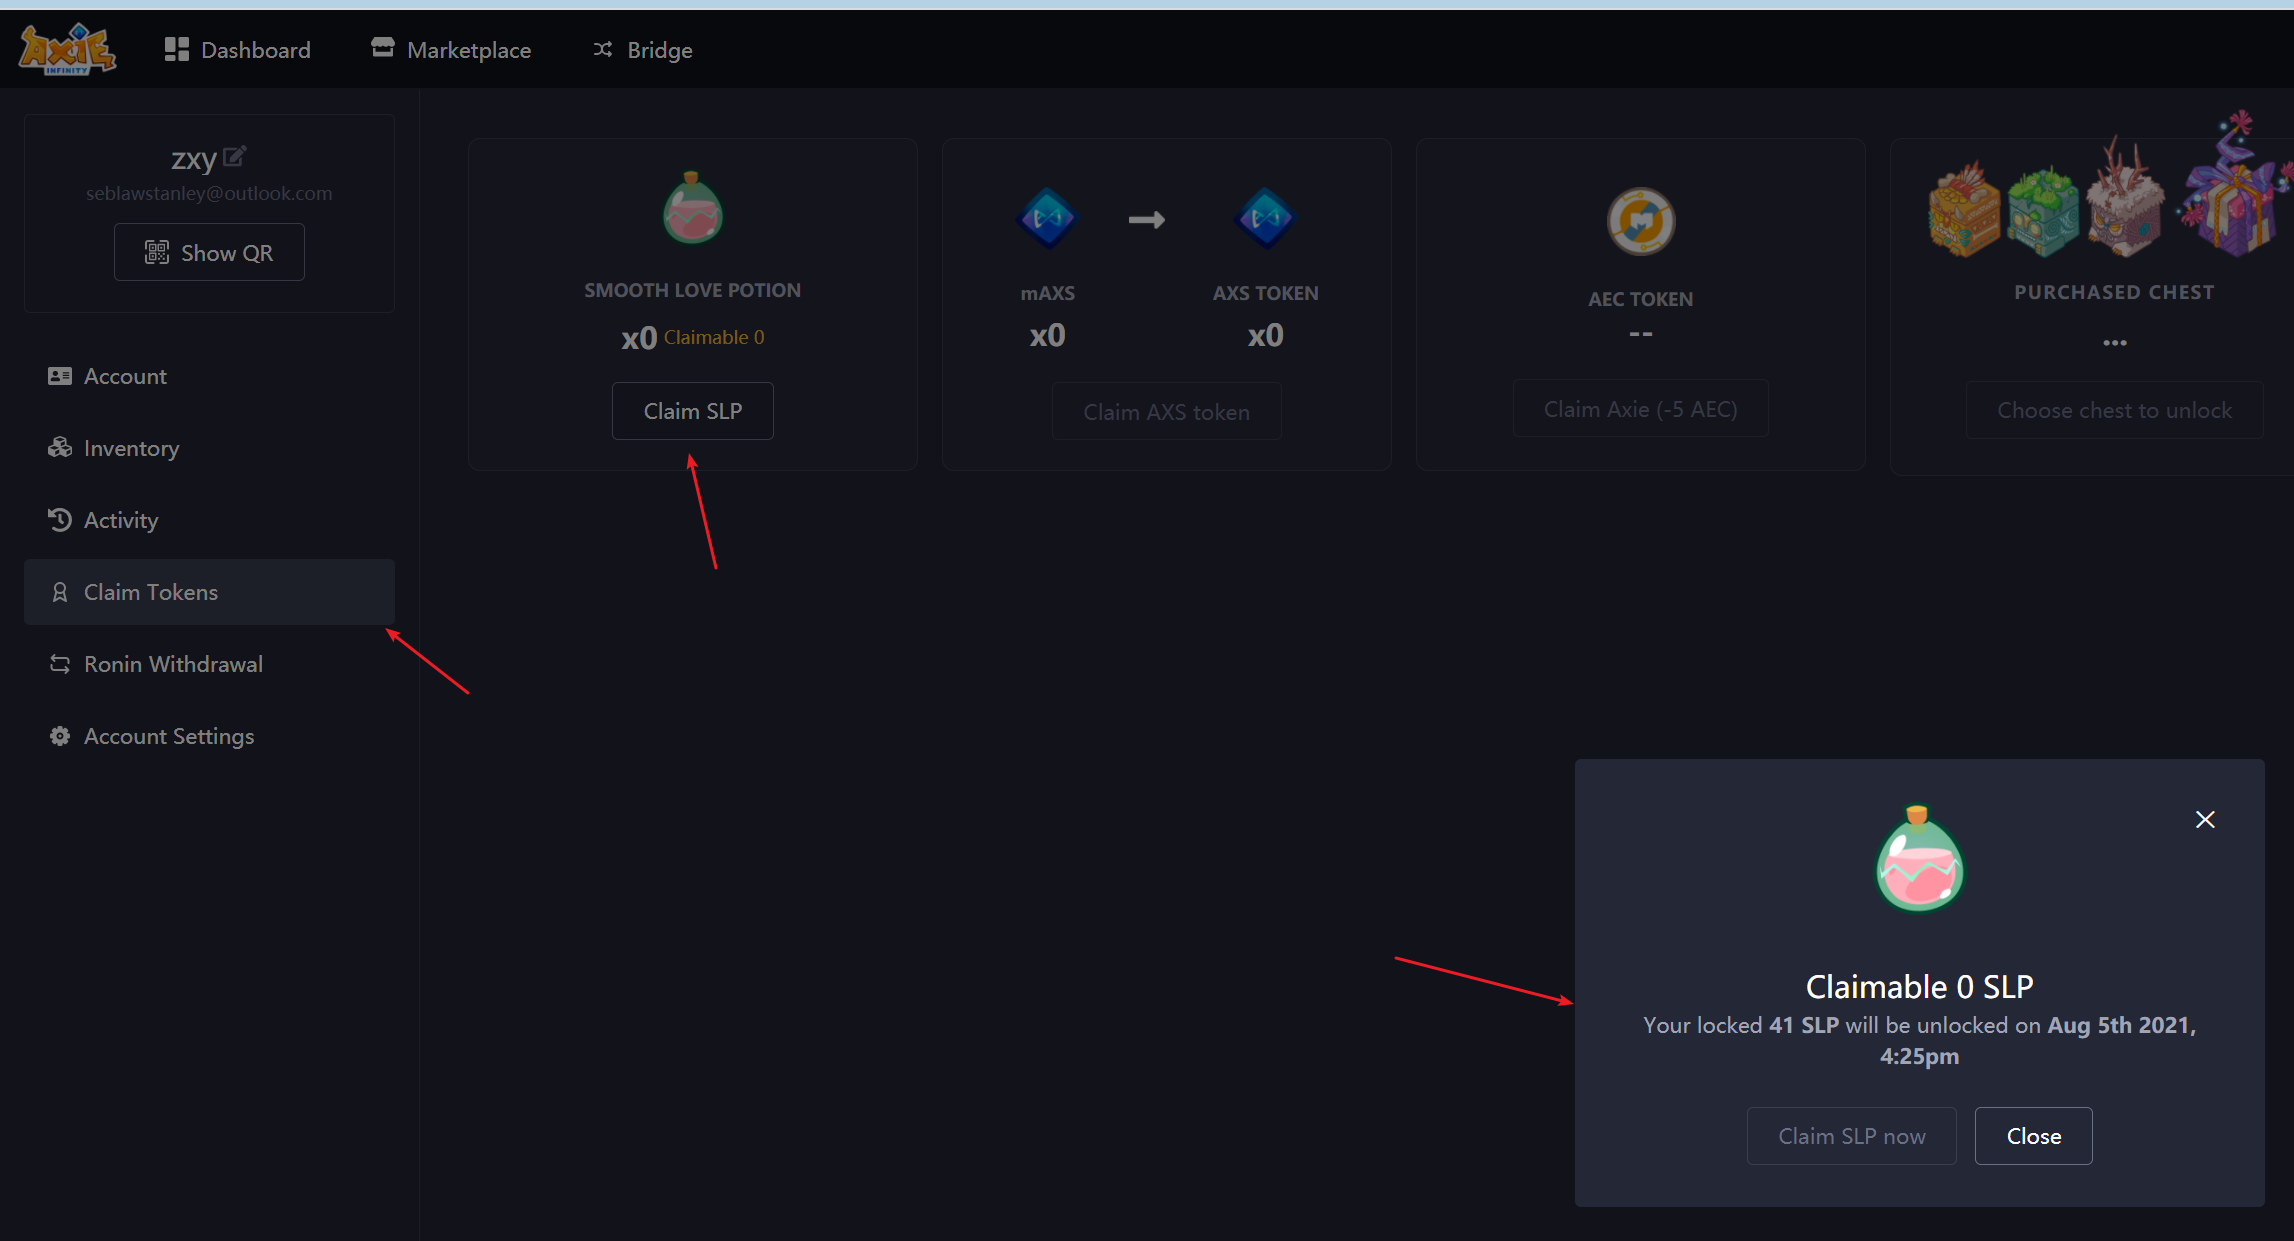 AXIE
INFINITY
Dashboard
Marketplace
Bridge
zxy
seblawstanley@outlook.com
Show QR
Account
Inventory
Activity
Claim Tokens
Ronin Withdrawal
Account Settings
SMOOTH LOVE POTION
x0 Claimable 0
Claim SLP
mAXS
x0
AXS TOKEN
x0
Claim AXS token
AEC TOKEN
--
Claim Axie (-5 AEC)
PURCHASED CHEST
...
Choose chest to unlock
Claimable 0 SLP
Your locked 41 SLP will be unlocked on Aug 5th 2021,
4:25pm
Claim SLP now
Close